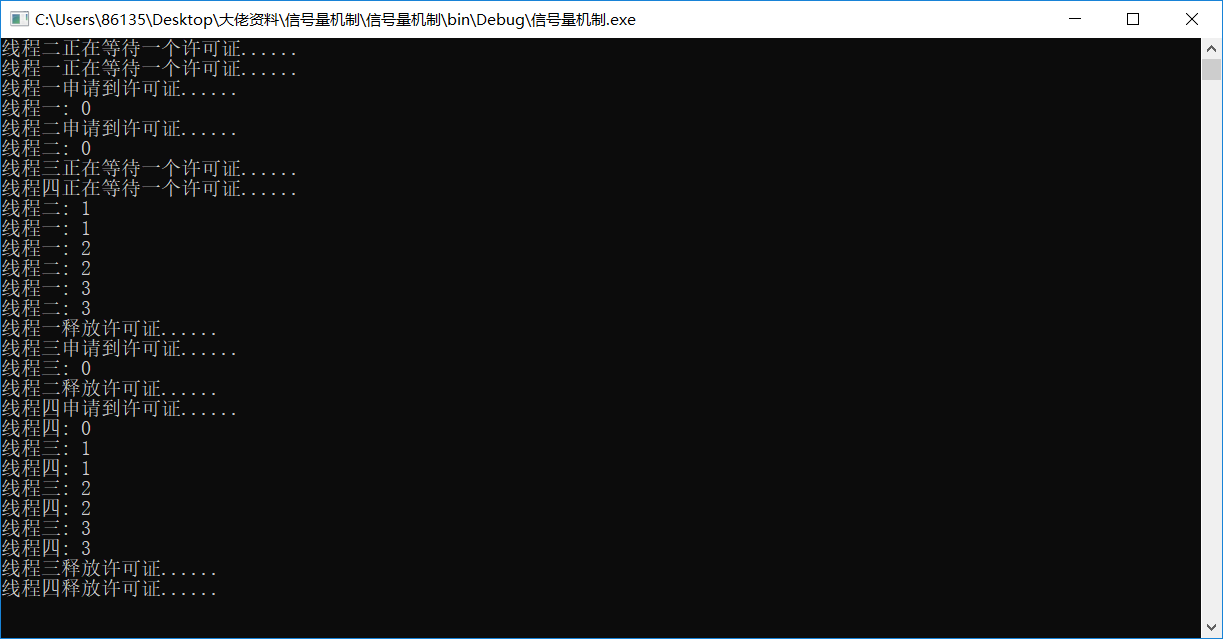 C:\Users\86135\Desktop\大佬资料\信号量机制\信号量机制\bin\Debug\信号量机制.exe
线程二正在等待一个许可证......
线程一正在等待一个许可证......
线程一申请到许可证......
线程一: 0
线程二申请到许可证......
线程二: 0
线程三正在等待一个许可证......
线程四正在等待一个许可证......
线程二: 1
线程一: 1
线程一: 2
线程二: 2
线程一: 3
线程二: 3
线程一释放许可证......
线程三申请到许可证......
线程三: 0
线程二释放许可证......
线程四申请到许可证......
线程四: 0
线程三: 1
线程四: 1
线程三: 2
线程四: 2
线程三: 3
线程四: 3
线程三释放许可证......
线程四释放许可证......